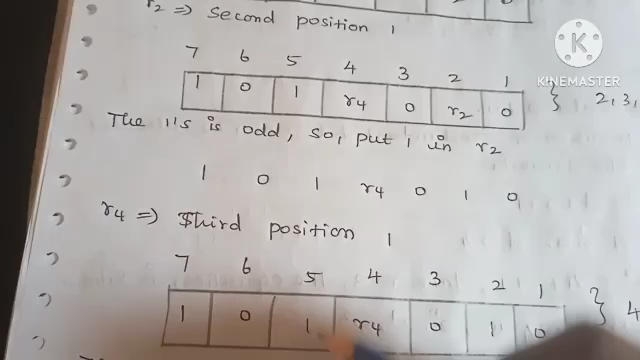 r2 => Second position 1
KINEMASTER
7 6 5 4 3 2 1
1 0 1 r4 0 r2 0 } 2, 3,
The 1's is odd, so, put 1 in r2
1 0 1 r4 0 1 0
r4 => third position 1
7 6 5 4 3 2 1
1 0 1 r4 0 1 0 } 4